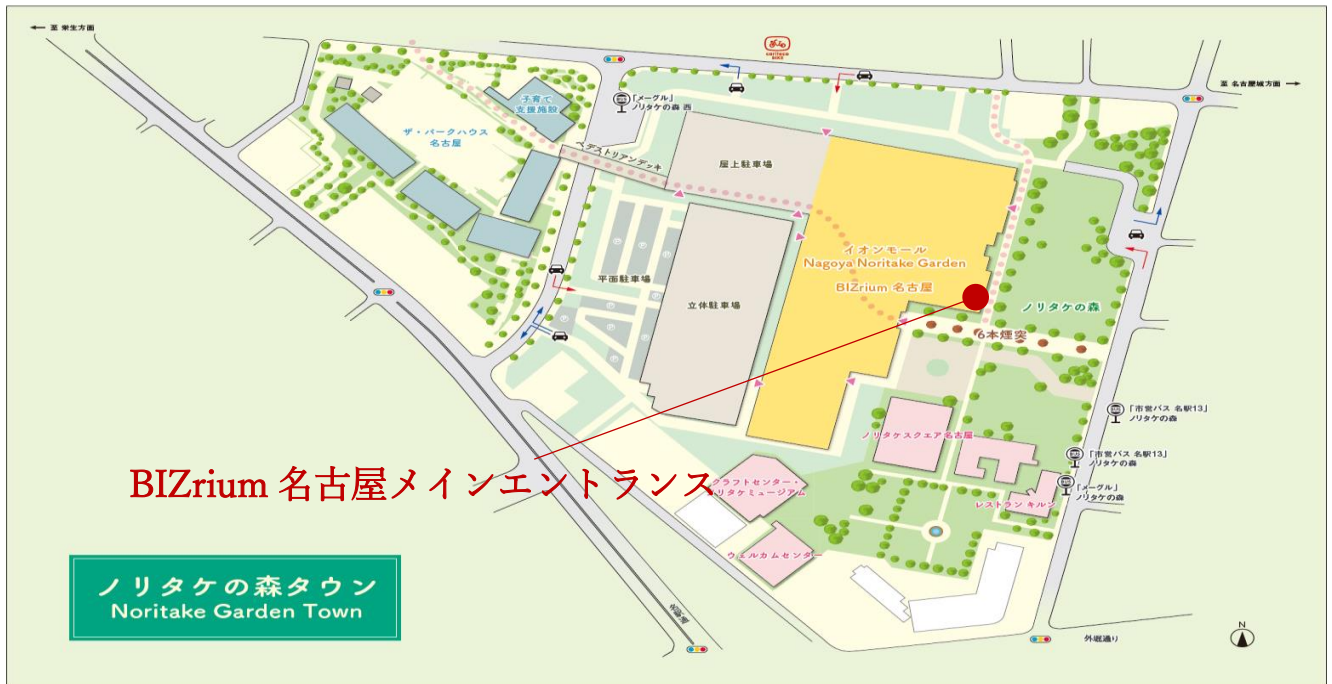 至 栄生方面
cariteco
BIKE
至 名古屋城方面
子育て
支援施設
「メーグル」
ノリタケの森 西
ザ・パークハウス
名古屋
ペデストリアンデッキ
屋上駐車場
イオンモール
Nagoya Noritake Garden
BIZrium 名古屋
平面駐車場
立体駐車場
ノリタケの森
6本煙突
「市営バス 名駅13」
ノリタケの森
ノリタケスクエア名古屋
「市営バス 名駅13」
ノリタケの森
BIZrium 名古屋メインエントランス
クラフトセンター・
ノリタケミュージアム
「メーグル」
ノリタケの森
レストラン キルン
ウェルカムセンター
ノリタケの森タウン
Noritake Garden Town
外堀通り
N